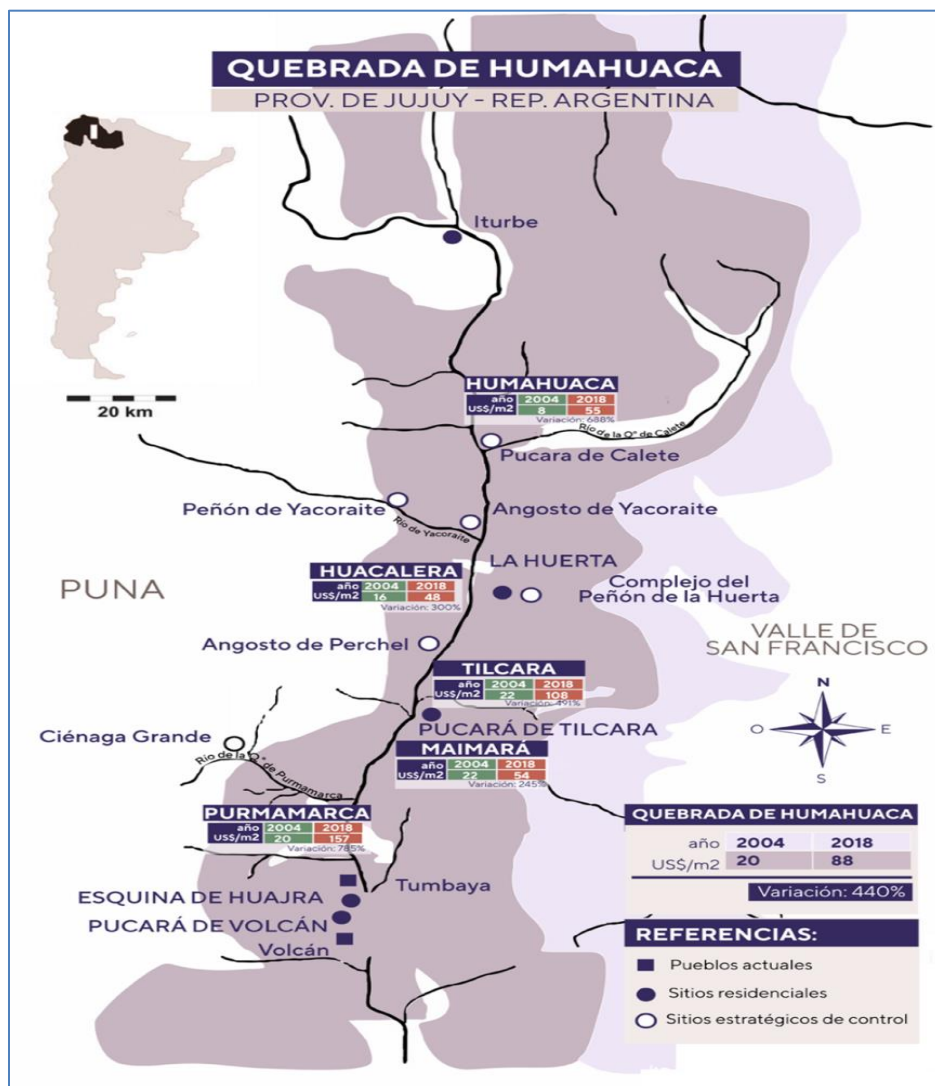 QUEBRADA DE HUMAHUACA
PROV. DE JUJUY - REP. ARGENTINA
Iturbe
20 km
HUMAHUACA
año 2004 2018
US$/m2 8 55
Variación: 688%
Río de la Qª de Calete
Pucara de Calete
Peñón de Yacoraite
Angosto de Yacoraite
Río de Yacoraite
LA HUERTA
HUACALERA
año 2004 2018
US$/m2 16 48
Variación: 300%
Complejo del
Peñón de la Huerta
PUNA
Angosto de Perchel
VALLE DE
SAN FRANCISCO
TILCARA
año 2004 2018
US$/m2 22 108
Variación: 491%
N
O
E
S
PUCARÁ DE TILCARA
Ciénaga Grande
Río de la Qª de Purmamarca
MAIMARÁ
año 2004 2018
US$/m2 22 54
Variación: 245%
PURMAMARCA
año 2004 2018
US$/m2 20 157
Variación: 785%
QUEBRADA DE HUMAHUACA
año 2004 2018
US$/m2 20 88
Variación: 440%
Tumbaya
ESQUINA DE HUAJRA
PUCARÁ DE VOLCÁN
Volcán
REFERENCIAS:
Pueblos actuales
Sitios residenciales
Sitios estratégicos de control